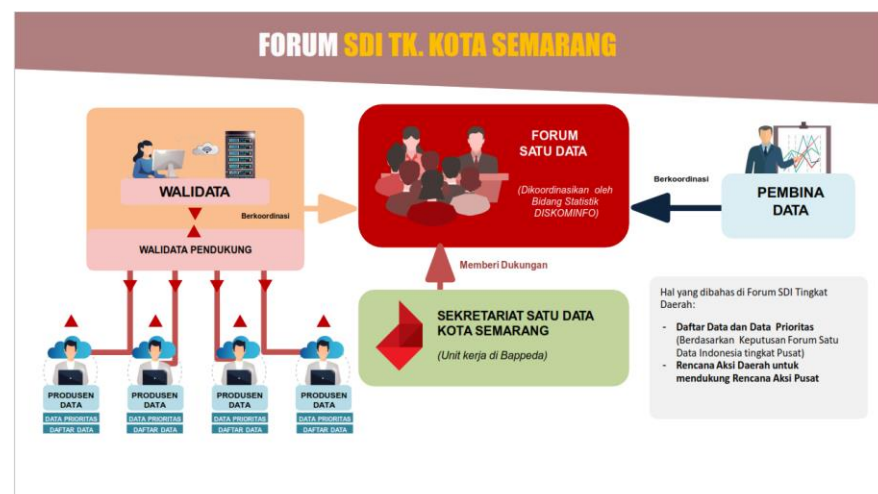 FORUM SDI TK. KOTA SEMARANG
WALIDATA
Berkoordinasi
WALIDATA PENDUKUNG
FORUM
SATU DATA
(Dikoordinasikan oleh
Bidang Statistik
DISKOMINFO)
Berkoordinasi
PEMBINA
DATA
Memberi Dukungan
SEKRETARIAT SATU DATA
KOTA SEMARANG
(Unit kerja di Bappeda)
Hal yang dibahas di Forum SDI Tingkat
Daerah:
- Daftar Data dan Data Prioritas
(Berdasarkan Keputusan Forum Satu
Data Indonesia tingkat Pusat)
- Rencana Aksi Daerah untuk
mendukung Rencana Aksi Pusat
PRODUSEN
DATA
DATA PRIORITAS
DAFTAR DATA
PRODUSEN
DATA
DATA PRIORITAS
DAFTAR DATA
PRODUSEN
DATA
DATA PRIORITAS
DAFTAR DATA
PRODUSEN
DATA
DATA PRIORITAS
DAFTAR DATA